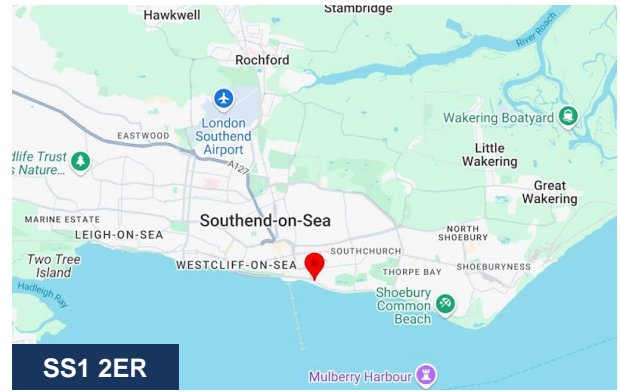 Stambridge
Hawkwell
River Roach
Rochford
London
Southend
Airport
Wakering Boatyard
EASTWOOD
A127
Little
Wakering
dlife Trust
s Nature...
Great
Wakering
Southend-on-Sea
MARINE ESTATE
LEIGH-ON-SEA
NORTH
SHOEBURY
SOUTHCHURCH
Two Tree
Island
WESTCLIFF-ON-SEA
THORPE BAY
SHOEBURYNESS
Hadleigh Ray
Shoebury
Common
Beach
SS1 2ER
Mulberry Harbour